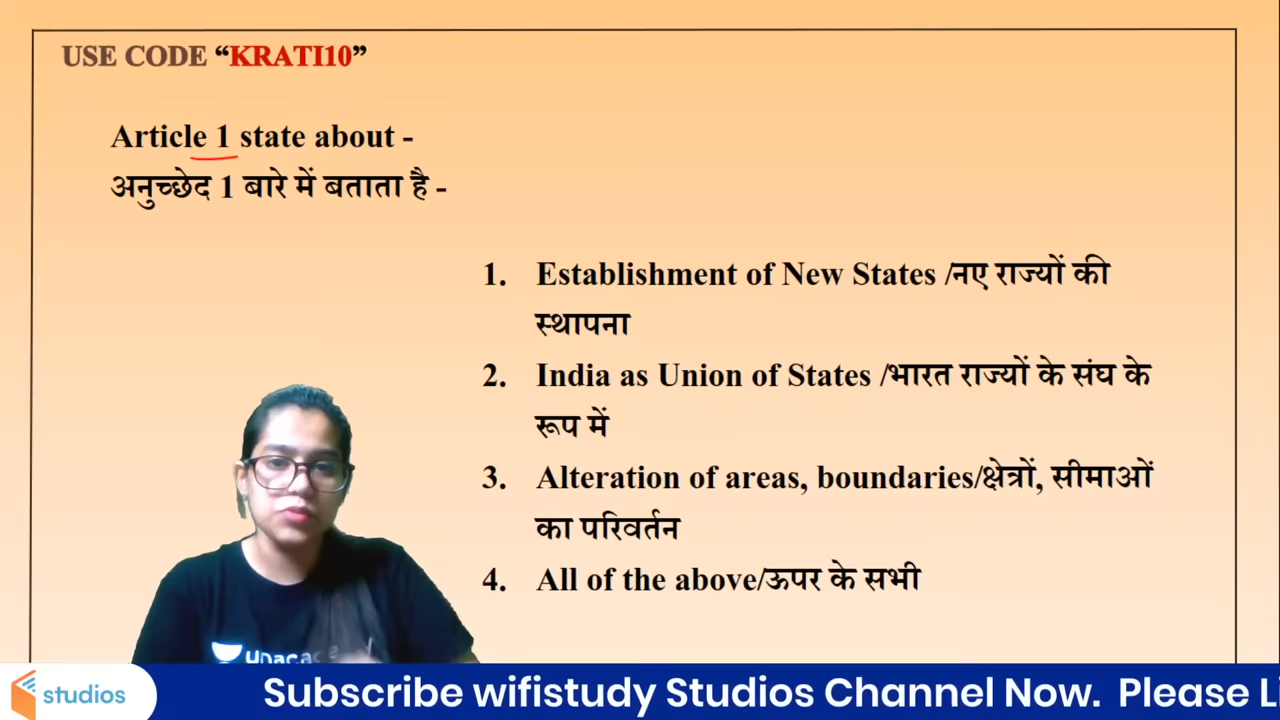 USE CODE “KRATI10”
Article 1 state about -
अनुच्छेद 1 बारे में बताता है -
1. Establishment of New States /नए राज्यों की
स्थापना
2. India as Union of States /भारत राज्यों के संघ के
रूप में
3. Alteration of areas, boundaries/क्षेत्रों, सीमाओं
का परिवर्तन
4. All of the above/ऊपर के सभी
studios
Subscribe wifistudy Studios Channel Now. Please